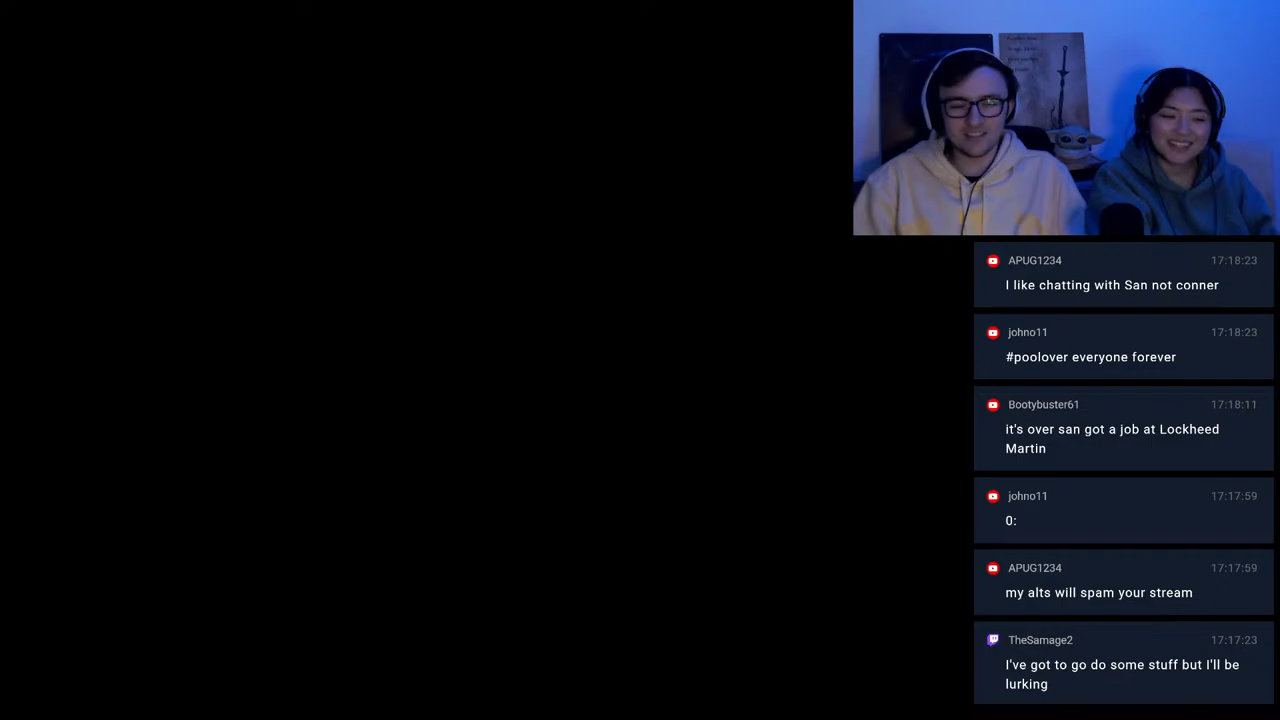 APUG1234 17:18:23
I like chatting with San not conner
johno11 17:18:23
#poolover everyone forever
Bootybuster61 17:18:11
it's over san got a job at Lockheed
Martin
johno11 17:17:59
0:
APUG1234 17:17:59
my alts will spam your stream
TheSamage2 17:17:23
I've got to go do some stuff but I'll be
lurking